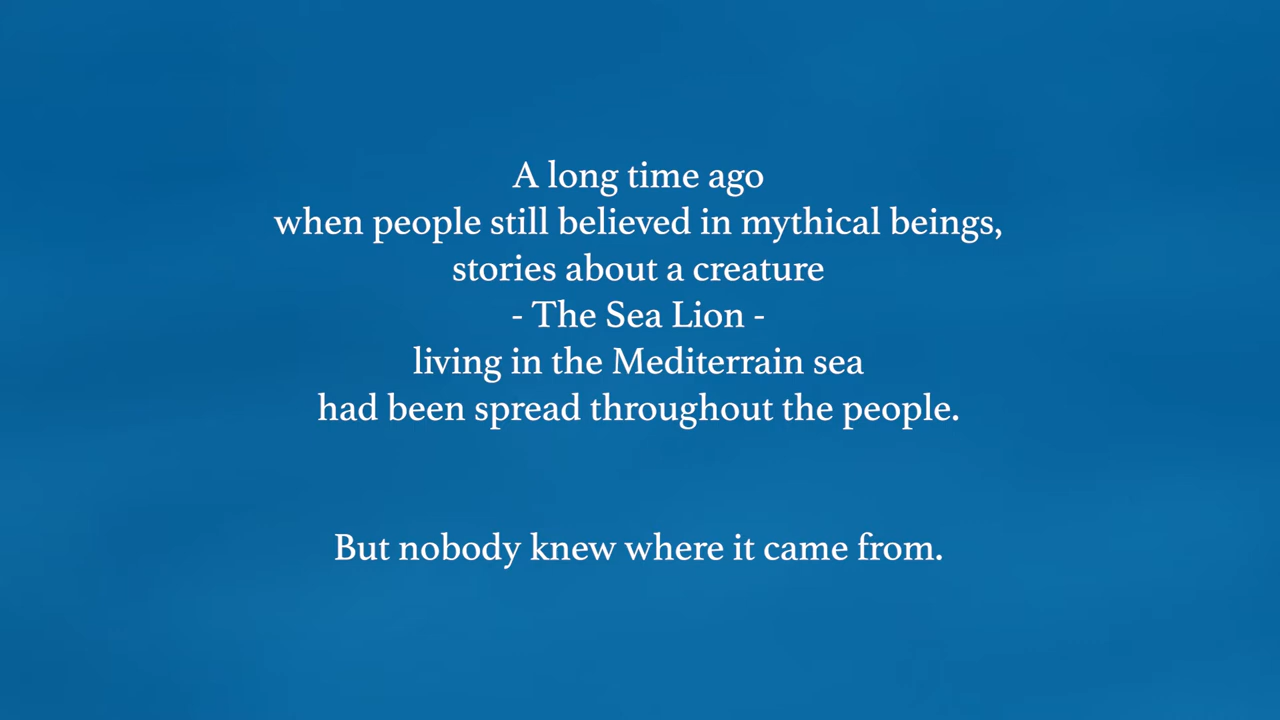 A long time ago
when people still believed in mythical beings,
stories about a creature
- The Sea Lion -
living in the Mediterrain sea
had been spread throughout the people.
But nobody knew where it came from.